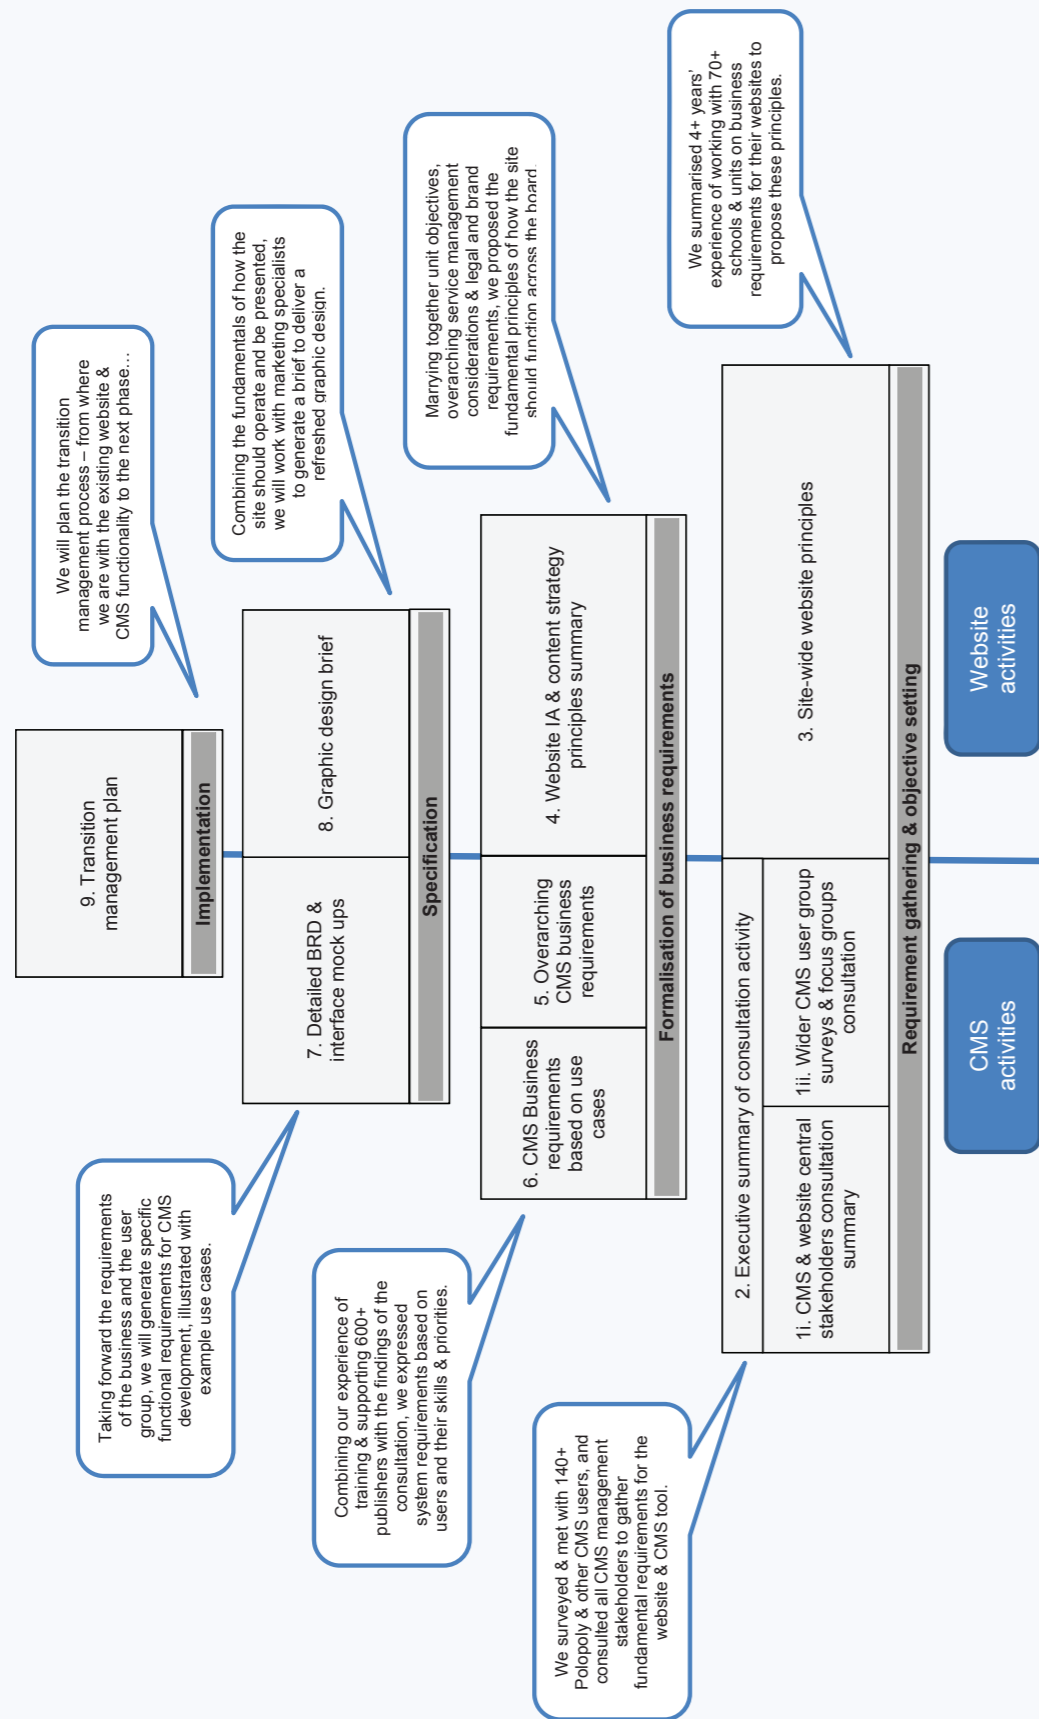 We will plan the transition
management process – from where
we are with the existing website &
CMS functionality to the next phase…
9. Transition
management plan
Implementation
Taking forward the requirements
of the business and the user
group, we will generate specific
functional requirements for CMS
development, illustrated with
example use cases.
Combining the fundamentals of how the
site should operate and be presented,
we will work with marketing specialists
to generate a brief to deliver a
refreshed graphic design.
7. Detailed BRD &
interface mock ups
8. Graphic design brief
Specification
Combining our experience of
training & supporting 600+
publishers with the findings of the
consultation, we expressed
system requirements based on
users and their skills & priorities.
Marrying together unit objectives,
overarching service management
considerations & legal and brand
requirements, we proposed the
fundamental principles of how the site
should function across the board.
6. CMS Business
requirements
based on use
cases
5. Overarching
CMS business
requirements
4. Website IA & content strategy
principles summary
Formalisation of business requirements
We surveyed & met with 140+
Polopoly & other CMS users, and
consulted all CMS management
stakeholders to gather
fundamental requirements for the
website & CMS tool.
We summarised 4+ years’
experience of working with 70+
schools & units on business
requirements for their websites to
propose these principles.
2. Executive summary of consultation activity
1i. CMS & website central
stakeholders consultation
summary
1ii. Wider CMS user group
surveys & focus groups
consultation
3. Site-wide website principles
Requirement gathering & objective setting
CMS
activities
Website
activities